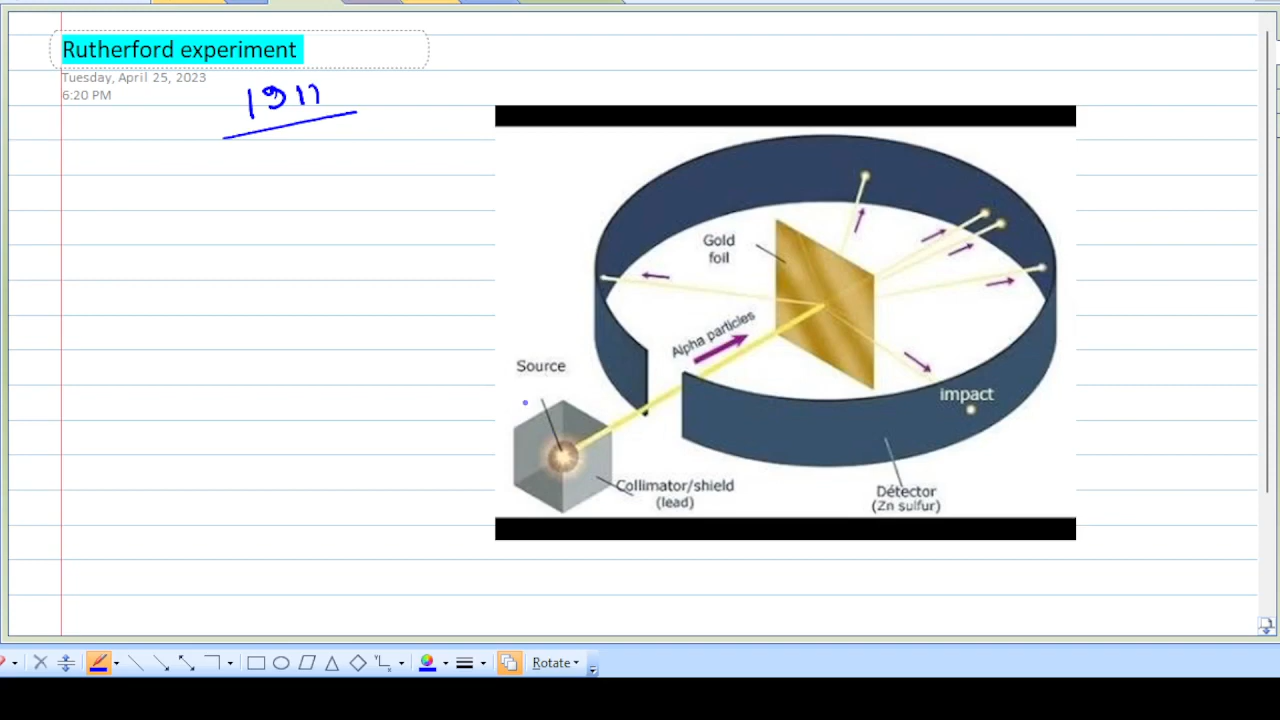 Rutherford experiment
Tuesday, April 25, 2023
6:20 PM
1911
Gold
foil
Alpha particles
Source
impact
Collimator/shield
(lead)
Détector
(Zn sulfur)
Rotate